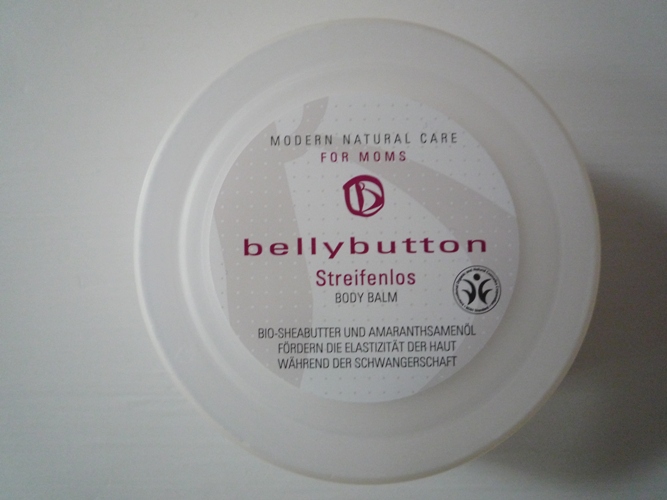 MODERN NATURAL CARE
FOR MOMS
bellybutton
Streifenlos
BODY BALM
BIO-SHEABUTTER UND AMARANTHSAMENÖL
FÖRDERN DIE ELASTIZITÄT DER HAUT
WÄHREND DER SCHWANGERSCHAFT